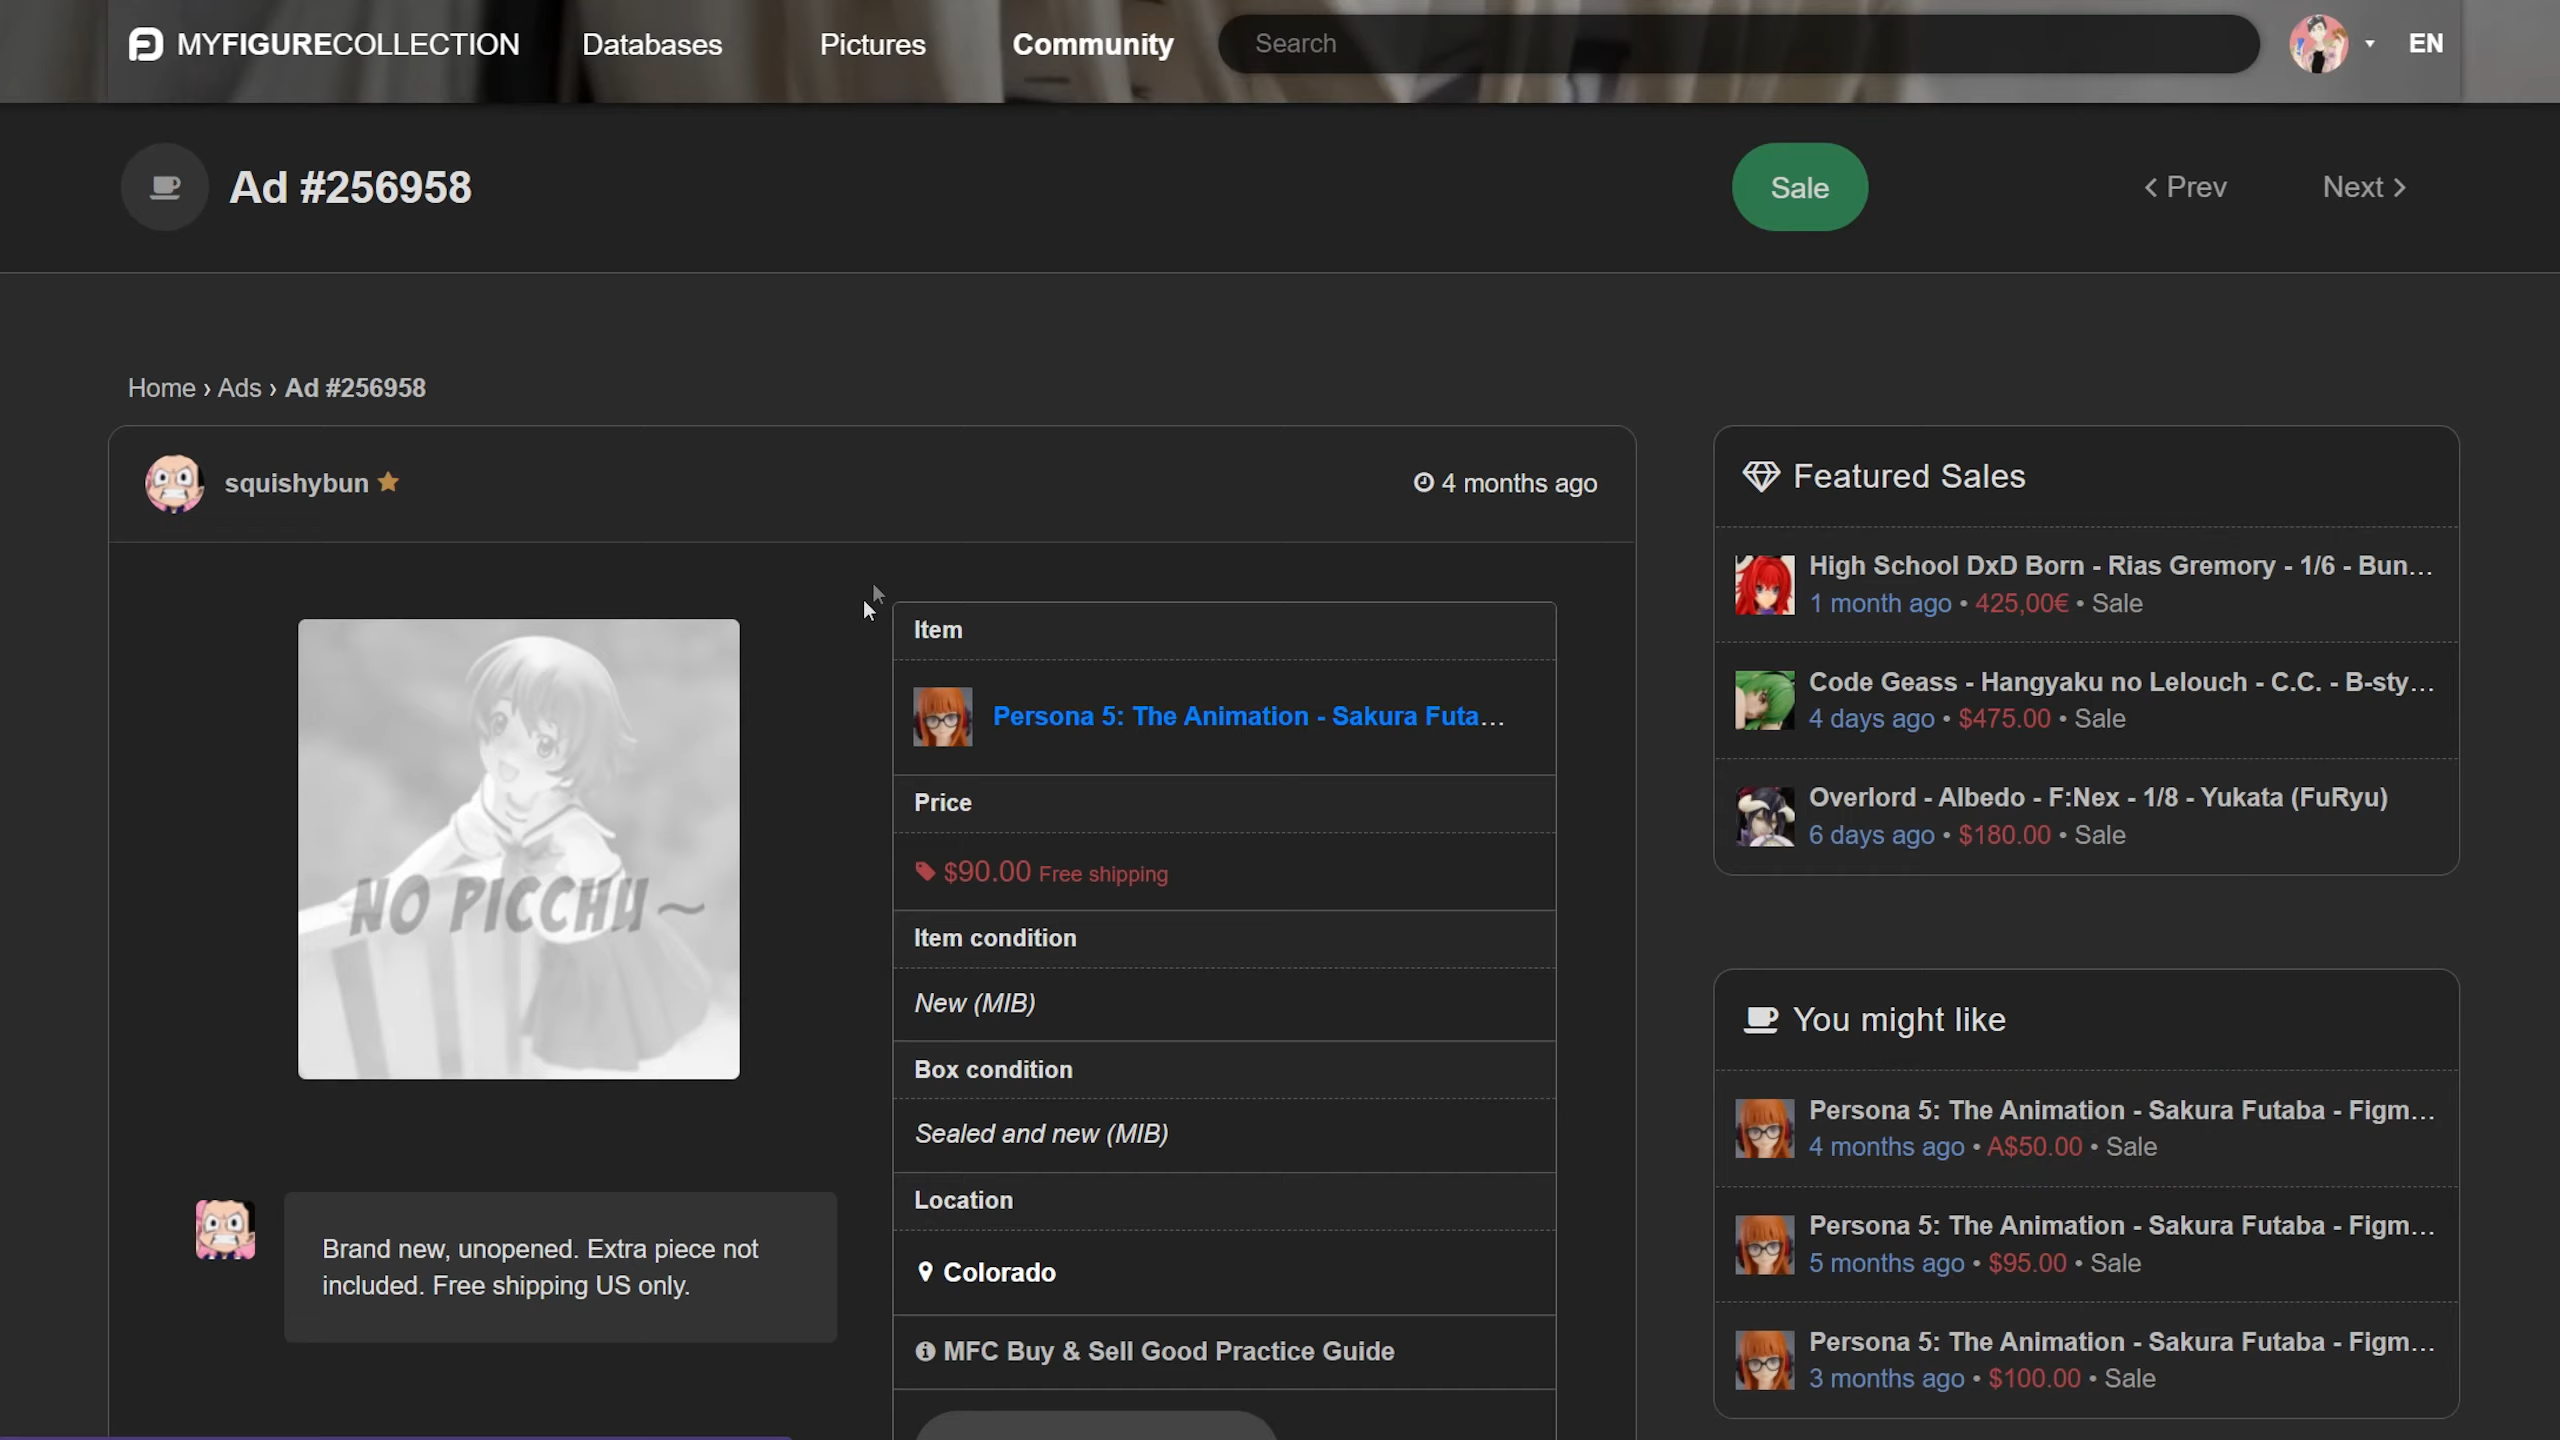 MYFIGURECOLLECTION Databases Pictures Community Search EN
Ad #256958 Sale Prev Next
Home › Ads › Ad #256958
squishybun 4 months ago
NO PICCHU~
Brand new, unopened. Extra piece not
included. Free shipping US only.
Item
Persona 5: The Animation - Sakura Futa...
Price
$90.00 Free shipping
Item condition
New (MIB)
Box condition
Sealed and new (MIB)
Location
Colorado
MFC Buy & Sell Good Practice Guide
Featured Sales
High School DxD Born - Rias Gremory - 1/6 - Bun...
1 month ago • 425,00€ • Sale
Code Geass - Hangyaku no Lelouch - C.C. - B-sty...
4 days ago • $475.00 • Sale
Overlord - Albedo - F:Nex - 1/8 - Yukata (FuRyu)
6 days ago • $180.00 • Sale
You might like
Persona 5: The Animation - Sakura Futaba - Figm...
4 months ago • A$50.00 • Sale
Persona 5: The Animation - Sakura Futaba - Figm...
5 months ago • $95.00 • Sale
Persona 5: The Animation - Sakura Futaba - Figm...
3 months ago • $100.00 • Sale